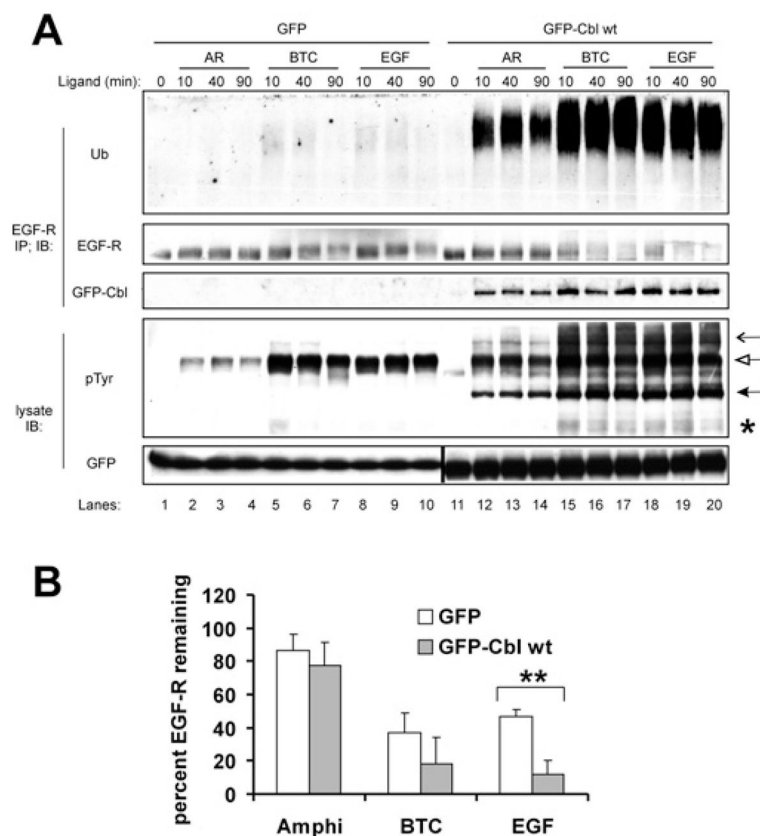 A
GFP GFP-Cbl wt
AR BTC EGF AR BTC EGF
Ligand (min): 0 10 40 90 10 40 90 10 40 90 0 10 40 90 10 40 90 10 40 90
Ub
EGF-R
IP; IB:
EGF-R
GFP-Cbl
pTyr
*
lysate
IB:
GFP
Lanes: 1 2 3 4 5 6 7 8 9 10 11 12 13 14 15 16 17 18 19 20
B
percent EGF-R remaining
120
100
80
60
40
20
0
GFP
GFP-Cbl wt
**
Amphi BTC EGF